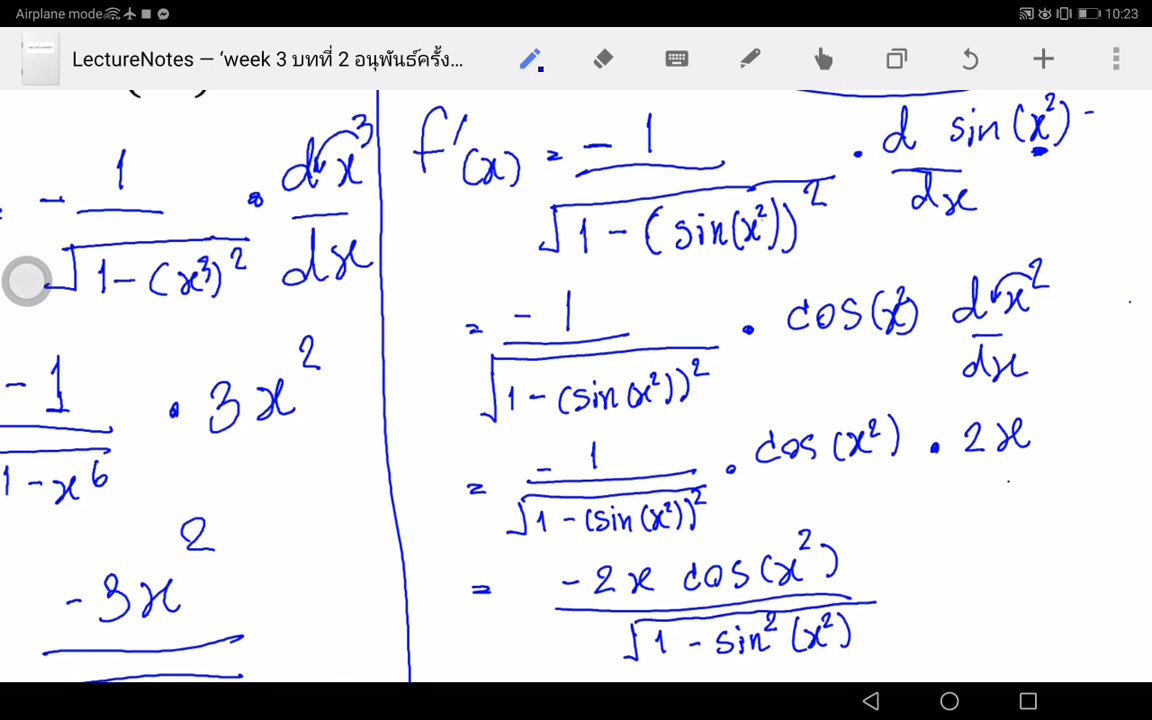 Airplane mode 10:23
LectureNotes – ‘week 3 บทที่ 2 อนุพันธ์ครั้ง...
- 1/√(1-(x³)²) · dx³/dx
-1/√(1-x⁶) · 3x²
-3x²
f'(x) = -1/√(1-(sin(x²))²) · d sin(x²)/dx
= -1/√(1-(sin(x²))²) · cos(x²) dx²/dx
= -1/√(1-(sin(x²))²) · cos(x²) · 2x
= -2x cos(x²)/√(1-sin²(x²))